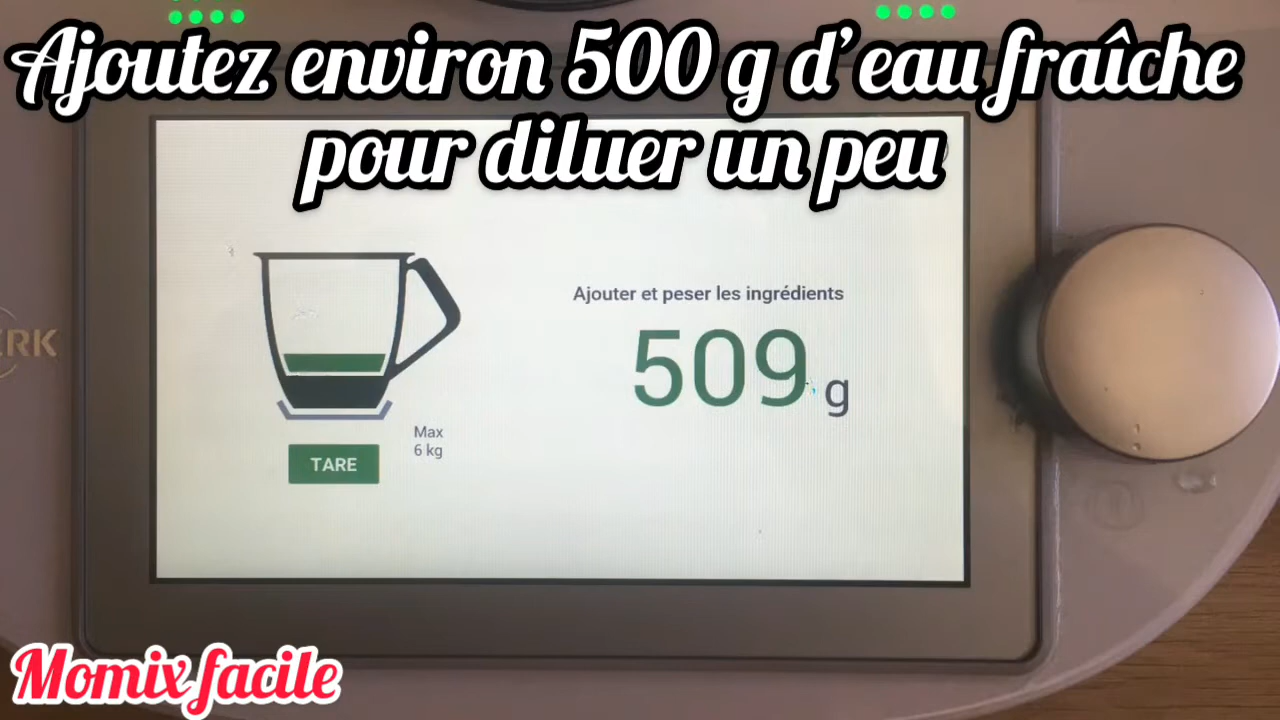 Ajoutez environ 500 g d’eau fraîche
pour diluer un peu
Ajouter et peser les ingrédients
509 g
Max
6 kg
TARE
ERK
Momix facile